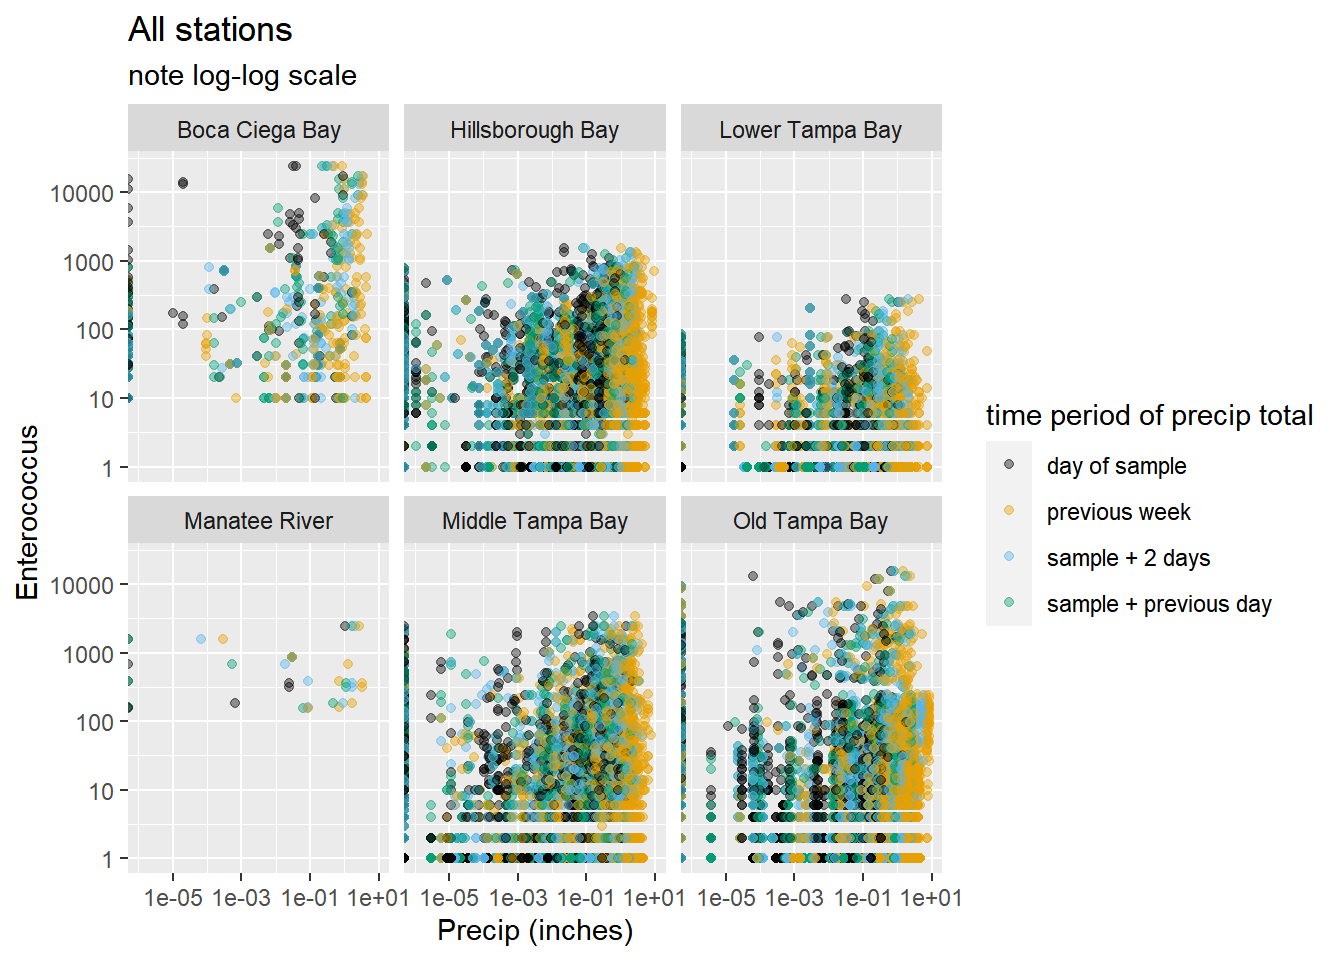 All stations
note log-log scale
Boca Ciega Bay
Hillsborough Bay
Lower Tampa Bay
10000
1000
100
10
1
Manatee River
Middle Tampa Bay
Old Tampa Bay
10000
1000
100
10
1
Enterococcus
1e-05 1e-03 1e-01 1e+01
1e-05 1e-03 1e-01 1e+01
1e-05 1e-03 1e-01 1e+01
Precip (inches)
time period of precip total
day of sample
previous week
sample + 2 days
sample + previous day